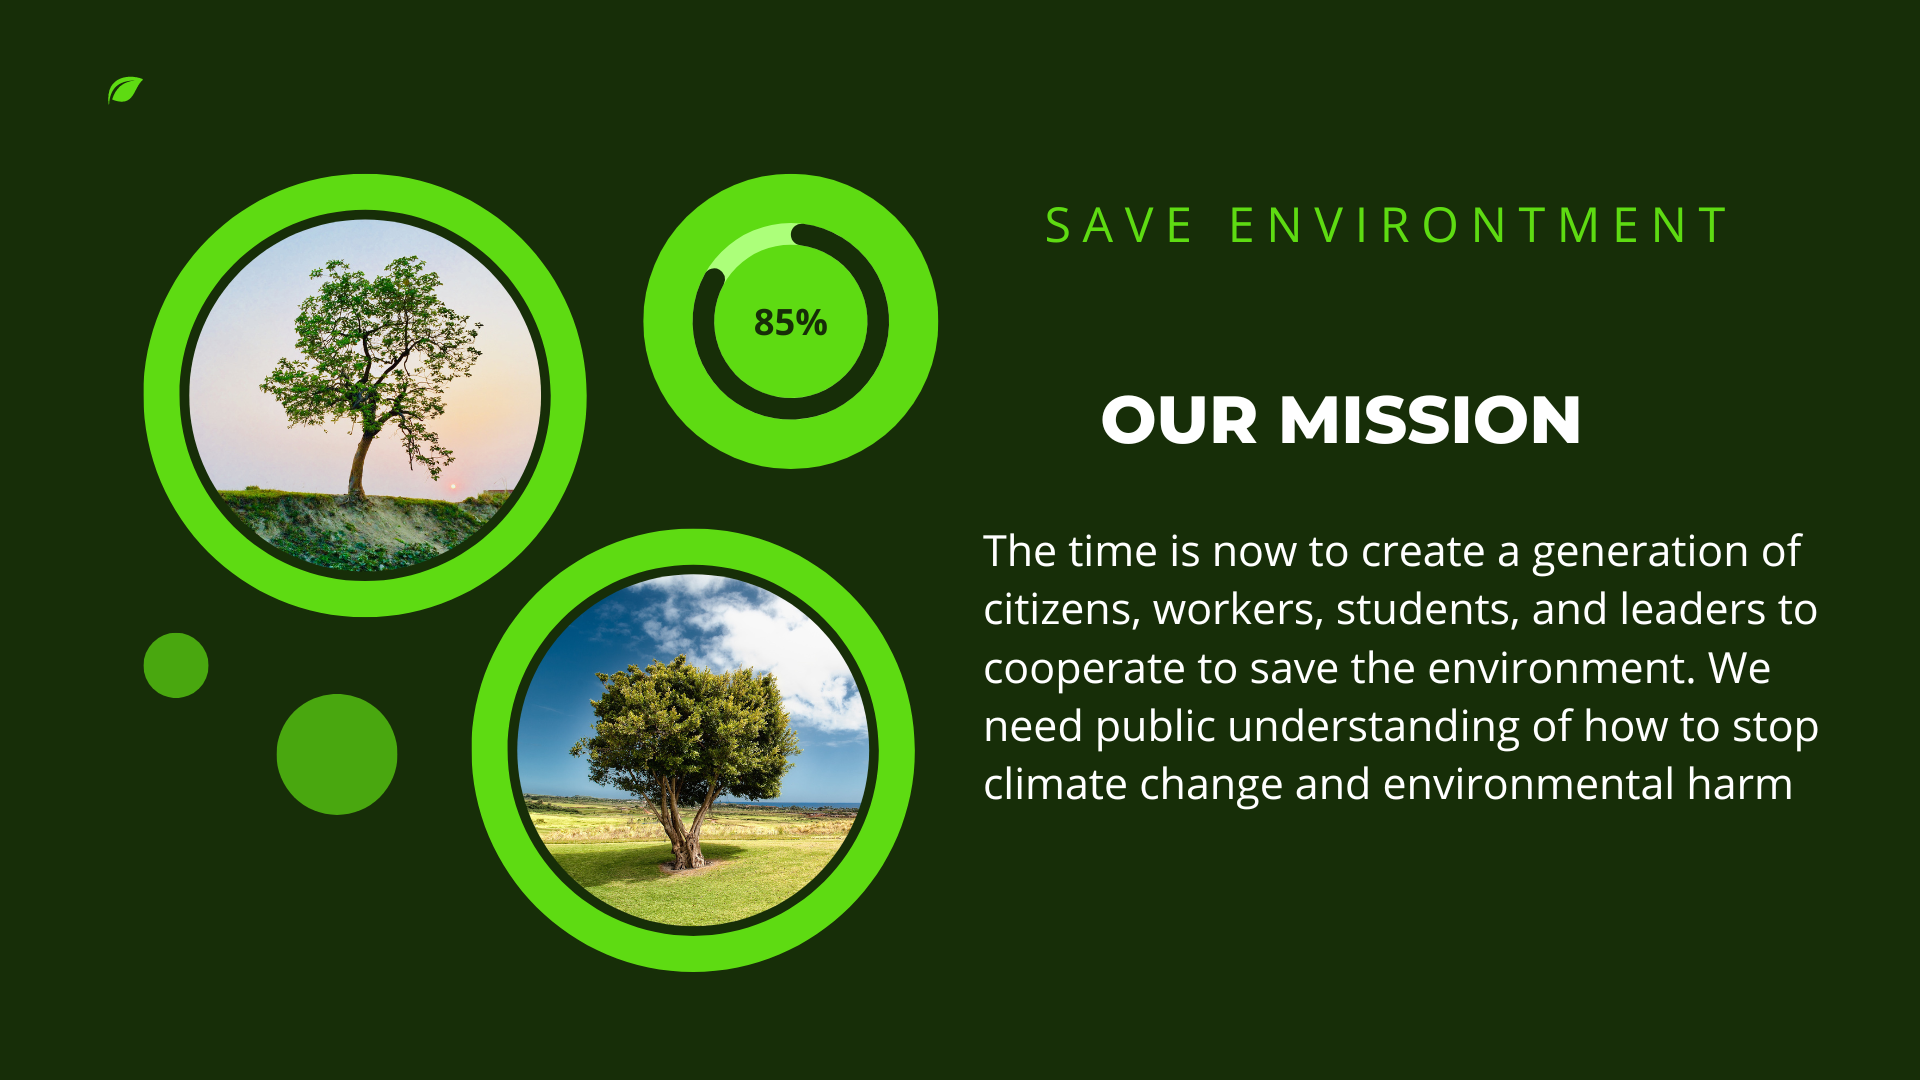 85%
SAVE ENVIRONTMENT
OUR MISSION
The time is now to create a generation of
citizens, workers, students, and leaders to
cooperate to save the environment. We
need public understanding of how to stop
climate change and environmental harm